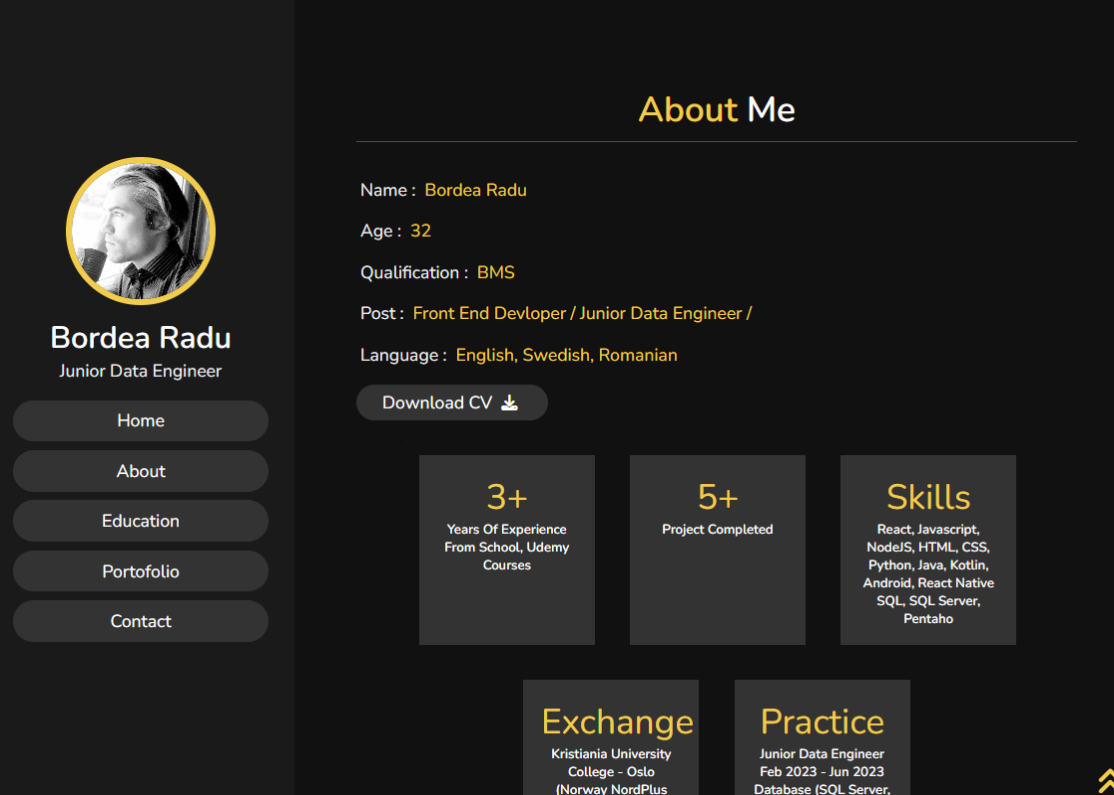 Bordea Radu
Junior Data Engineer
Home
About
Education
Portofolio
Contact
About Me
Name : Bordea Radu
Age : 32
Qualification : BMS
Post : Front End Devloper / Junior Data Engineer /
Language : English, Swedish, Romanian
Download CV
3+
Years Of Experience
From School, Udemy
Courses
5+
Project Completed
Skills
React, Javascript,
NodeJS, HTML, CSS,
Python, Java, Kotlin,
Android, React Native
SQL, SQL Server,
Pentaho
Exchange
Kristiania University
College - Oslo
(Norway NordPlus
Practice
Junior Data Engineer
Feb 2023 - Jun 2023
Database (SQL Server,